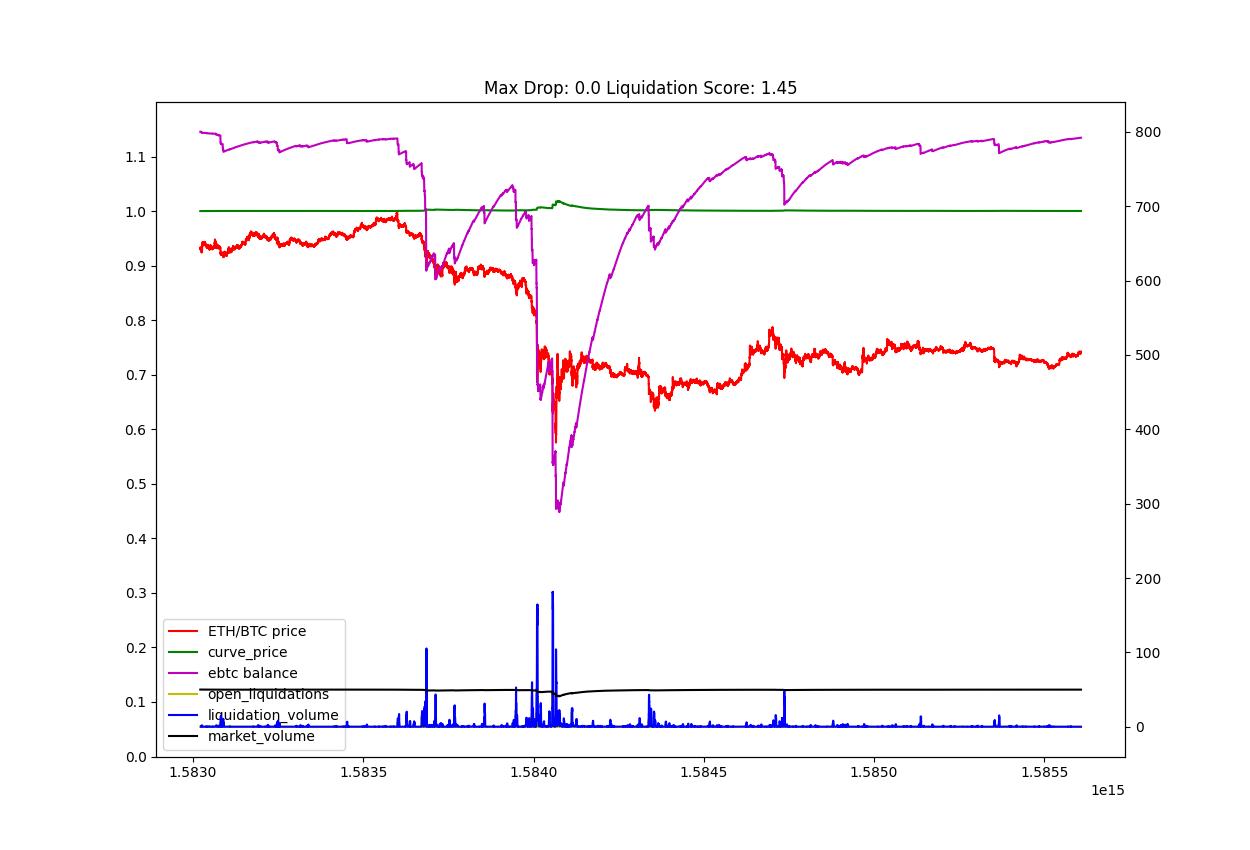 Max Drop: 0.0 Liquidation Score: 1.45
1.1
1.0
0.9
0.8
0.7
0.6
0.5
0.4
0.3
0.2
0.1
0.0
800
700
600
500
400
300
200
100
0
ETH/BTC price
curve_price
ebtc balance
open_liquidations
liquidation_volume
market_volume
1.5830 1.5835 1.5840 1.5845 1.5850 1.5855
1e15